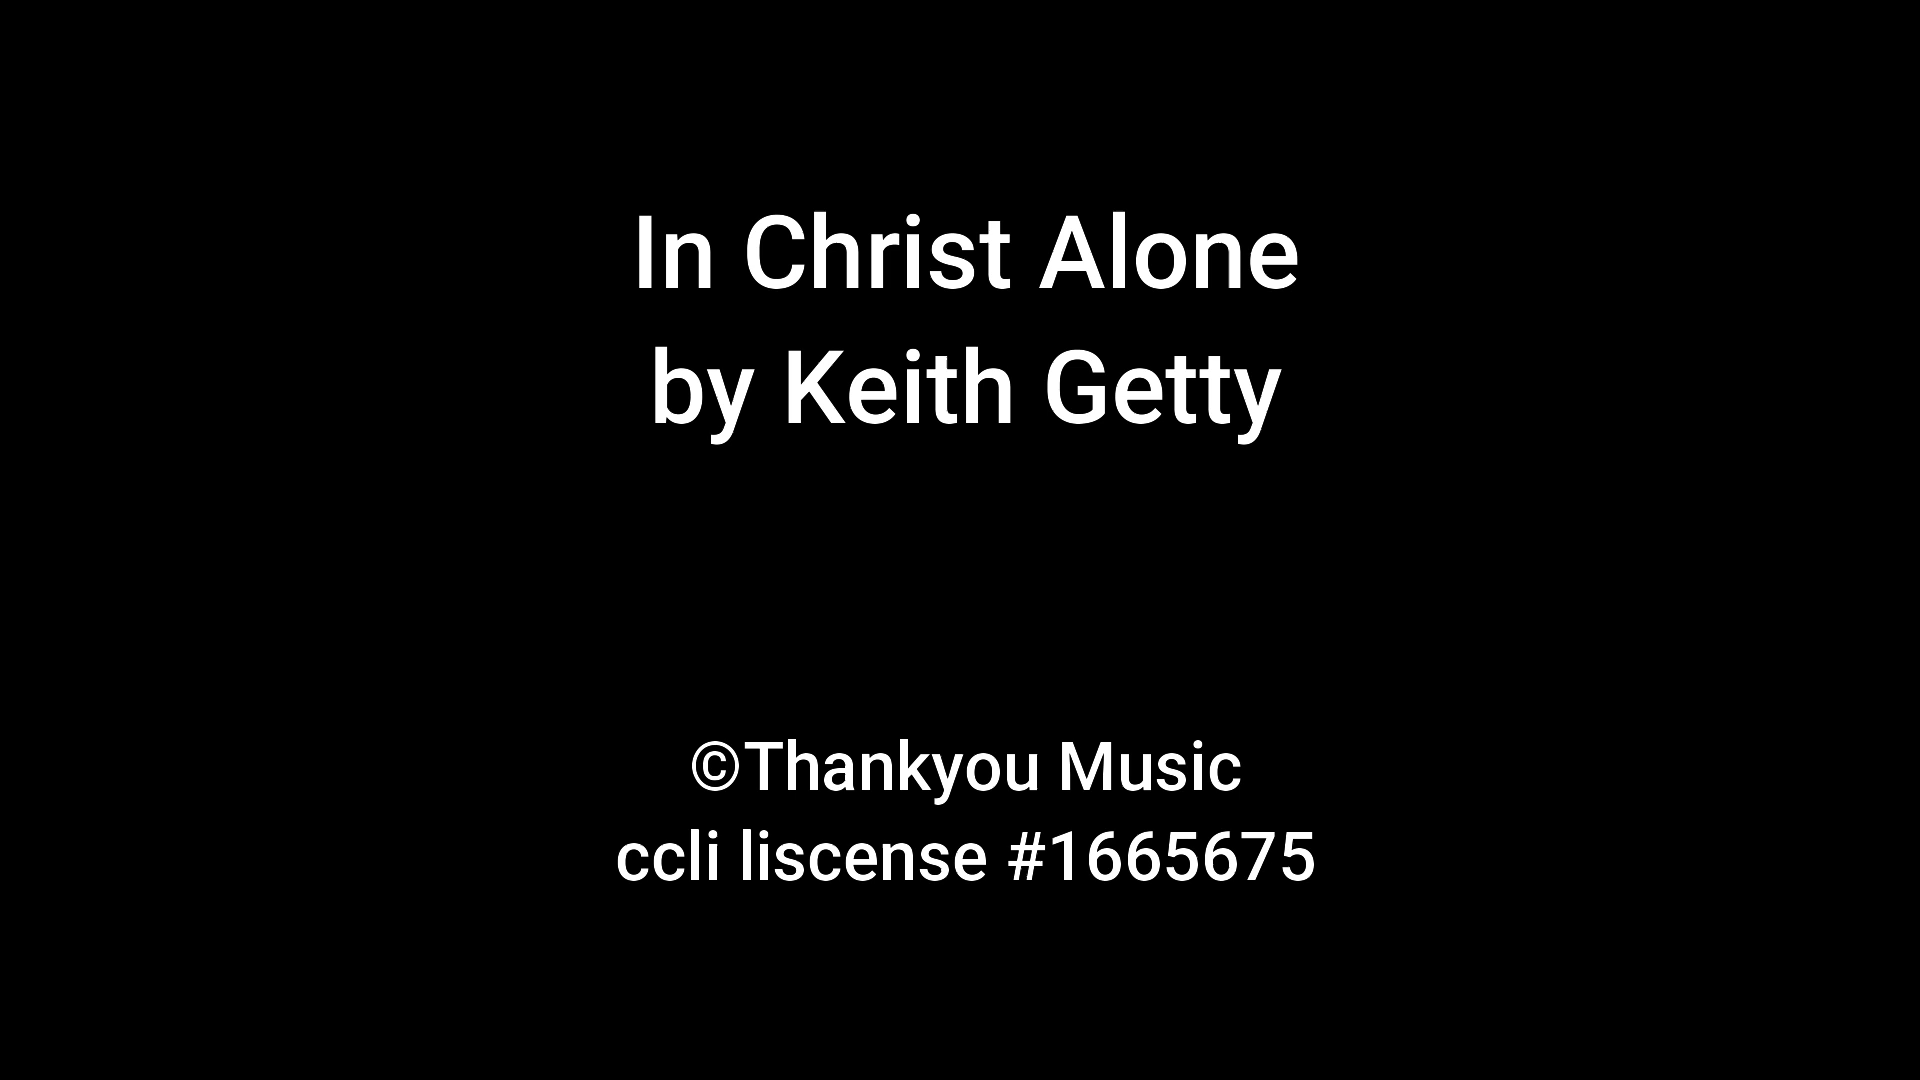 In Christ Alone
by Keith Getty
©Thankyou Music
ccli liscense #1665675